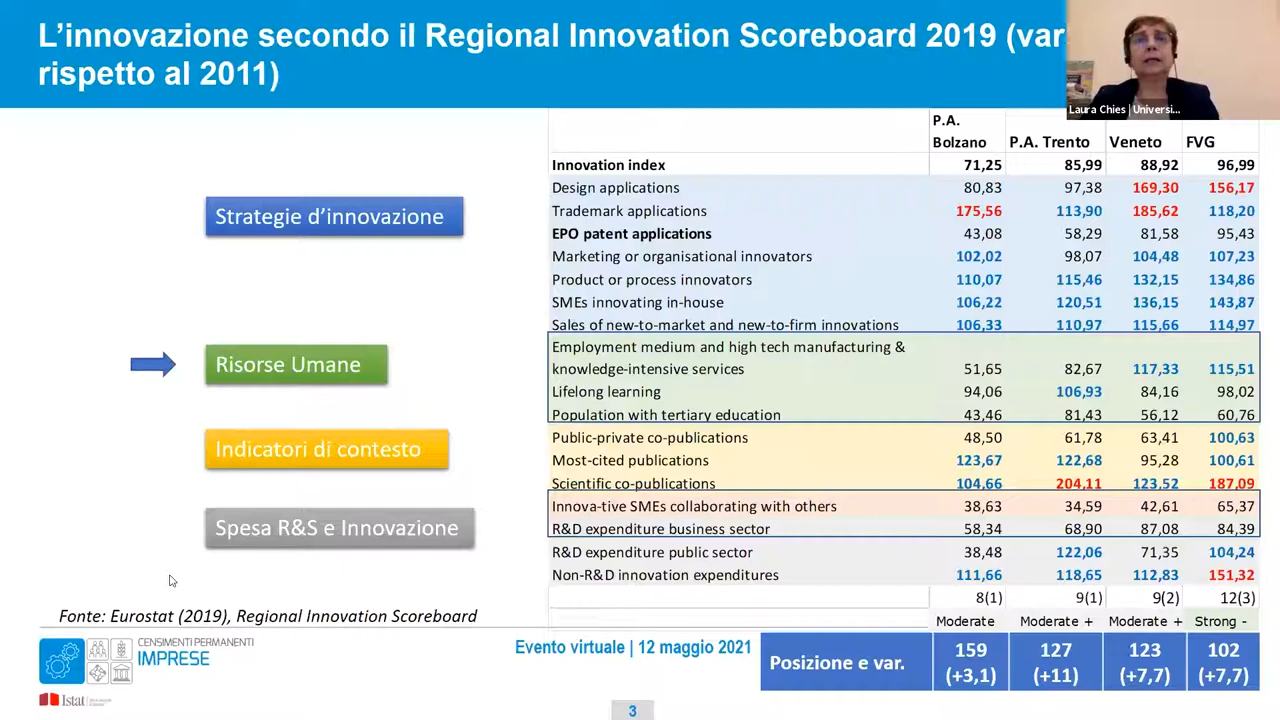 L’innovazione secondo il Regional Innovation Scoreboard 2019 (var
rispetto al 2011)
Laura Chies | Universi...
Strategie d’innovazione
Risorse Umane
Indicatori di contesto
Spesa R&S e Innovazione
P.A. Bolzano P.A. Trento Veneto FVG
Innovation index 71,25 85,99 88,92 96,99
Design applications 80,83 97,38 169,30 156,17
Trademark applications 175,56 113,90 185,62 118,20
EPO patent applications 43,08 58,29 81,58 95,43
Marketing or organisational innovators 102,02 98,07 104,48 107,23
Product or process innovators 110,07 115,46 132,15 134,86
SMEs innovating in-house 106,22 120,51 136,15 143,87
Sales of new-to-market and new-to-firm innovations 106,33 110,97 115,66 114,97
Employment medium and high tech manufacturing &
knowledge-intensive services 51,65 82,67 117,33 115,51
Lifelong learning 94,06 106,93 84,16 98,02
Population with tertiary education 43,46 81,43 56,12 60,76
Public-private co-publications 48,50 61,78 63,41 100,63
Most-cited publications 123,67 122,68 95,28 100,61
Scientific co-publications 104,66 204,11 123,52 187,09
Innova-tive SMEs collaborating with others 38,63 34,59 42,61 65,37
R&D expenditure business sector 58,34 68,90 87,08 84,39
R&D expenditure public sector 38,48 122,06 71,35 104,24
Non-R&D innovation expenditures 111,66 118,65 112,83 151,32
8(1) 9(1) 9(2) 12(3)
Moderate Moderate + Moderate + Strong -
Posizione e var. 159 127 123 102
(+3,1) (+11) (+7,7) (+7,7)
Fonte: Eurostat (2019), Regional Innovation Scoreboard
CENSIMENTI PERMANENTI
IMPRESE
Istat
Evento virtuale | 12 maggio 2021
3